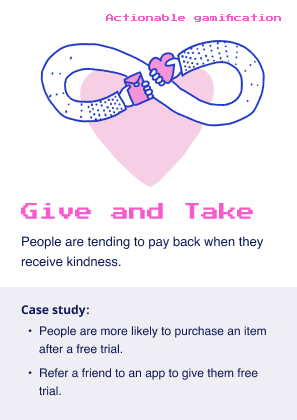 Actionable gamification
Give and Take
People are tending to pay back when they
receive kindness.
Case study:
• People are more likely to purchase an item
after a free trial.
• Refer a friend to an app to give them free
trial.